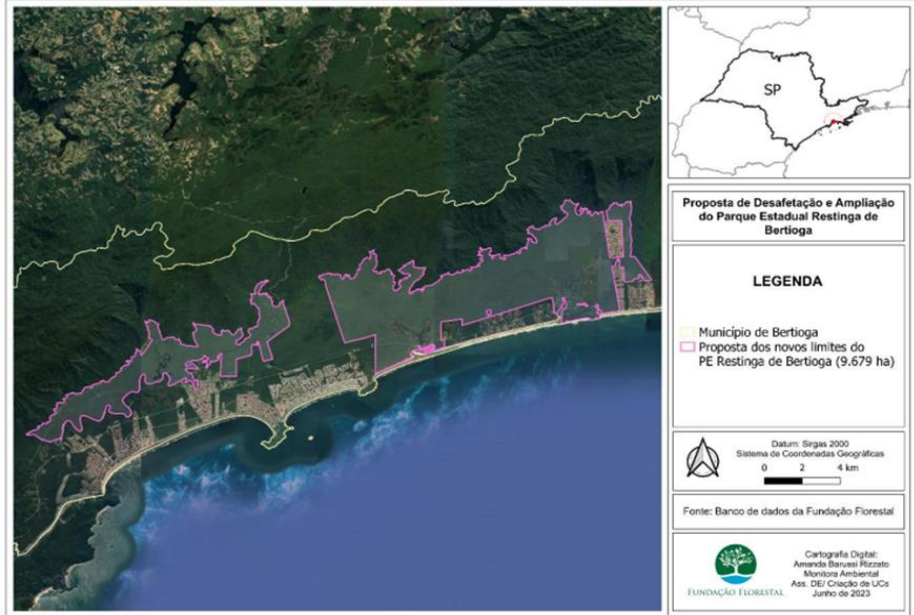 SP
Proposta de Desafetação e Ampliação
do Parque Estadual Restinga de
Bertioga
LEGENDA
Município de Bertioga
Proposta dos novos limites do
PE Restinga de Bertioga (9.679 ha)
Datum: Sirgas 2000
Sistema de Coordenadas Geográficas
0 2 4 km
Fonte: Banco de dados da Fundação Florestal
FUNDAÇÃO FLORESTAL
Cartografia Digital:
Amanda Barussi Rizzato
Monitora Ambiental
Ass. DE/ Criação de UCs
Junho de 2023